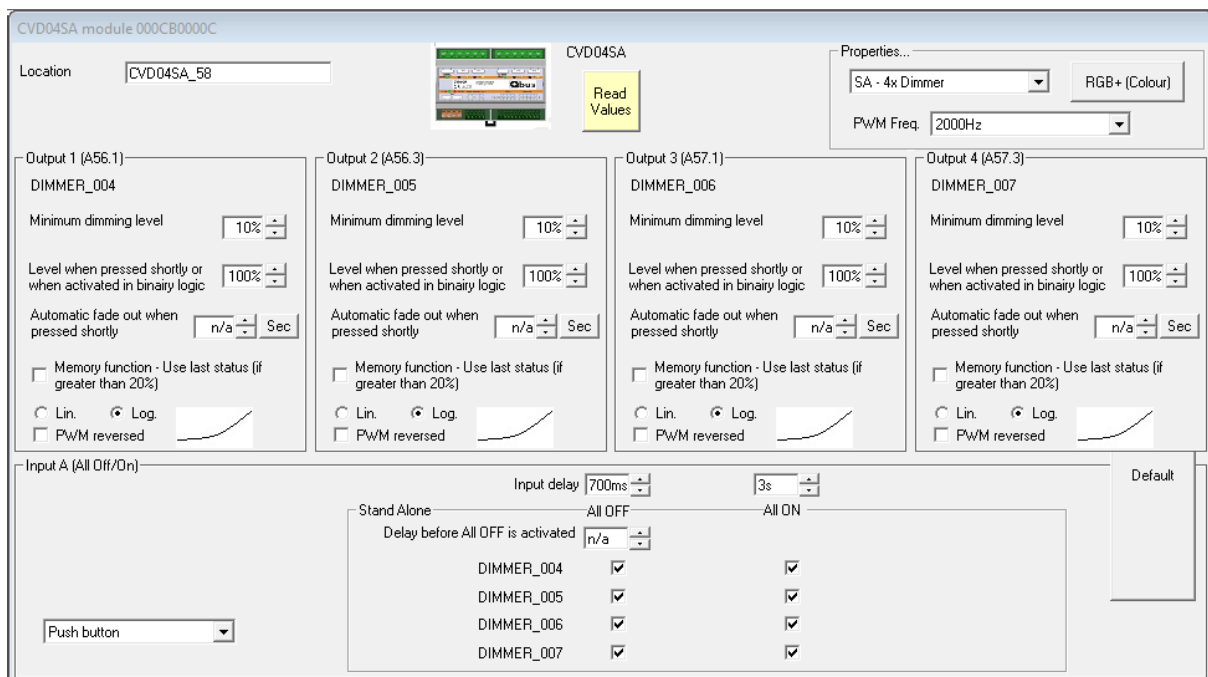 CVD04SA module 000CB0000C
Location
CVD04SA_58
Qbus
CVD04SA
Read
Values
Properties...
SA - 4x Dimmer
RGB+ (Colour)
PWM Freq.
2000Hz
Output 1 (A56.1)
DIMMER_004
Minimum dimming level
10%
Level when pressed shortly or
when activated in binairy logic
100%
Automatic fade out when
pressed shortly
n/a
Sec
Memory function - Use last status (if
greater than 20%)
Lin.
Log.
PWM reversed
Output 2 (A56.3)
DIMMER_005
Minimum dimming level
10%
Level when pressed shortly or
when activated in binairy logic
100%
Automatic fade out when
pressed shortly
n/a
Sec
Memory function - Use last status (if
greater than 20%)
Lin.
Log.
PWM reversed
Output 3 (A57.1)
DIMMER_006
Minimum dimming level
10%
Level when pressed shortly or
when activated in binairy logic
100%
Automatic fade out when
pressed shortly
n/a
Sec
Memory function - Use last status (if
greater than 20%)
Lin.
Log.
PWM reversed
Output 4 (A57.3)
DIMMER_007
Minimum dimming level
10%
Level when pressed shortly or
when activated in binairy logic
100%
Automatic fade out when
pressed shortly
n/a
Sec
Memory function - Use last status (if
greater than 20%)
Lin.
Log.
PWM reversed
Input A (All Off/On)
Input delay
700ms
3s
Default
Stand Alone
All OFF
All ON
Delay before All OFF is activated
n/a
DIMMER_004
DIMMER_005
DIMMER_006
DIMMER_007
Push button